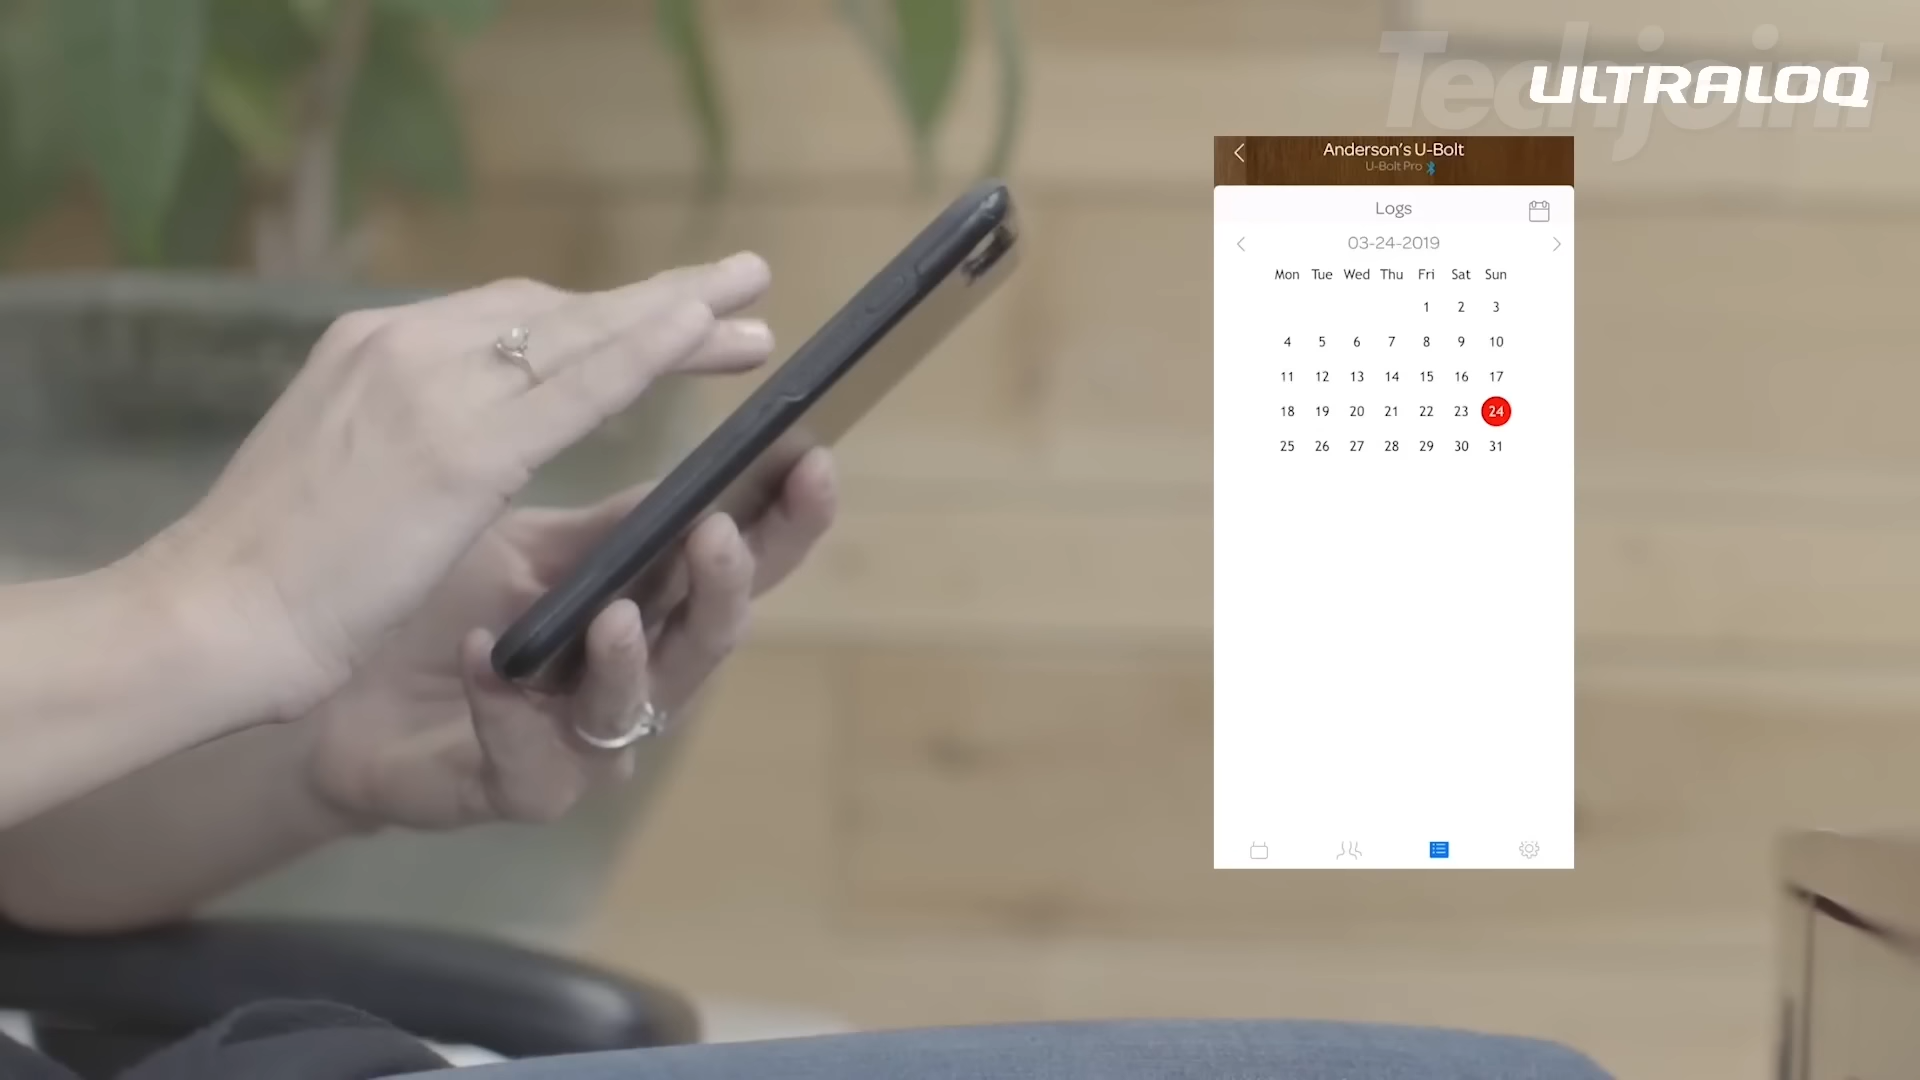 Techjoint
ULTRALOQ
Anderson's U-Bolt
U-Bolt Pro
Logs
03-24-2019
Mon Tue Wed Thu Fri Sat Sun
1 2 3
4 5 6 7 8 9 10
11 12 13 14 15 16 17
18 19 20 21 22 23 24
25 26 27 28 29 30 31